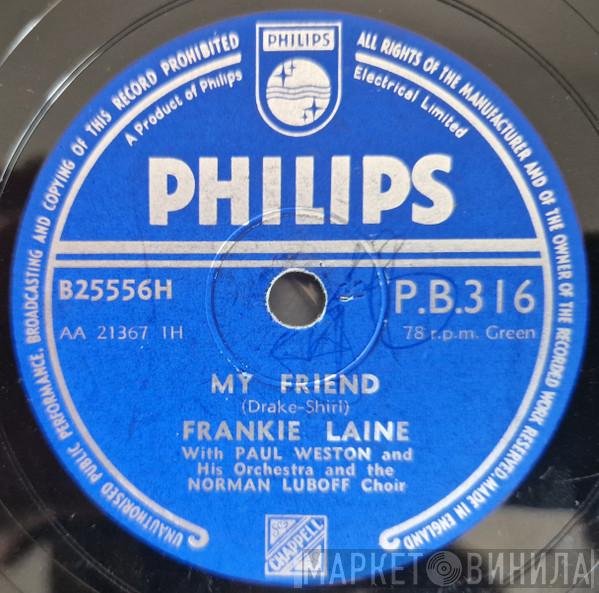 UNAUTHORISED PUBLIC PERFORMANCE, BROADCASTING AND COPYING OF THIS RECORD PROHIBITED
ALL RIGHTS OF THE MANUFACTURER AND OF THE OWNER OF THE RECORDED WORK RESERVED MADE IN ENGLAND
A Product of Philips
Electrical Limited
PHILIPS
PHILIPS
B25556H
P.B.316
AA 21367 1H
78 r.p.m. Green
MY FRIEND
(Drake-Shirl)
FRANKIE LAINE
With PAUL WESTON and
His Orchestra and the
NORMAN LUBOFF Choir
CHAPPELL
МАРКЕТ ВИНИЛА